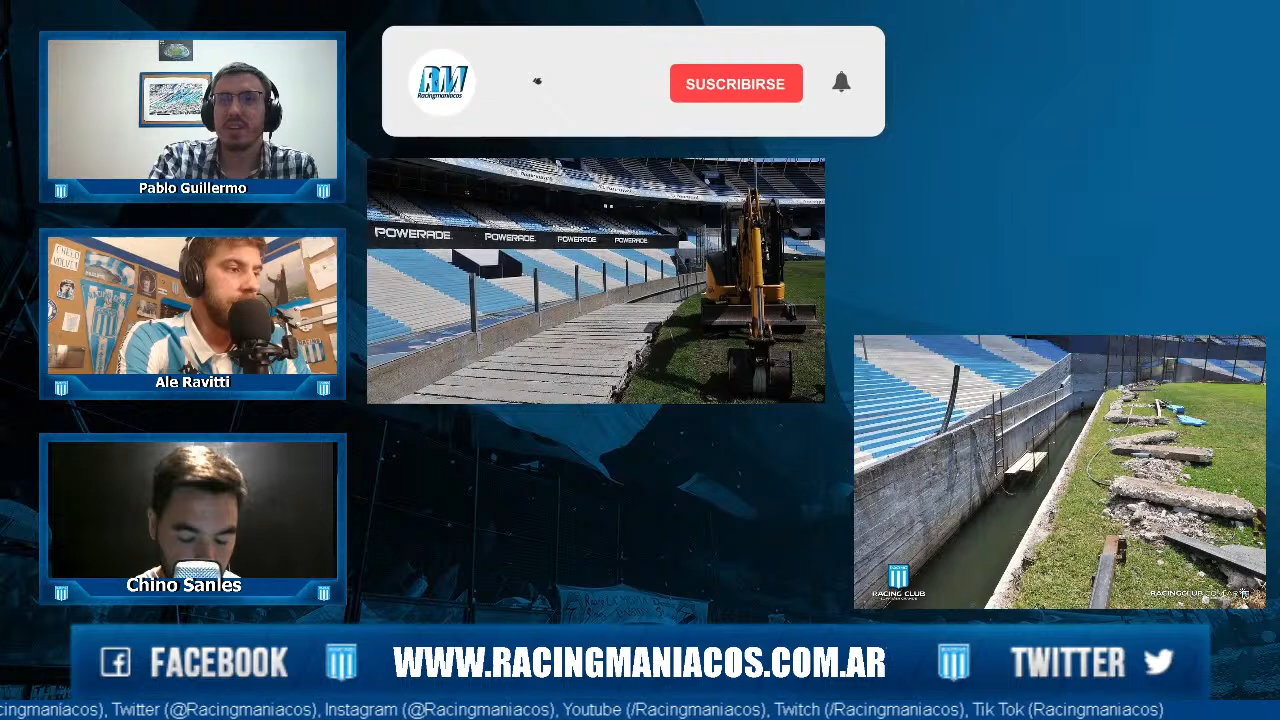 Pablo Guillermo
Ale Ravitti
Chino Sanles
RM
Racingmaniacos
SUSCRIBIRSE
POWERADE
POWERADE
POWERADE
POWERADE
RACING CLUB
FACEBOOK
WWW.RACINGMANIACOS.COM.AR
TWITTER
cingmaníacos), Twitter (@Racingmaniacos), Instagram (@Racingmaniacos), Youtube (/Racingmaniacos), Twitch (/Racingmaniacos), Tik Tok (Racingmaniacos)